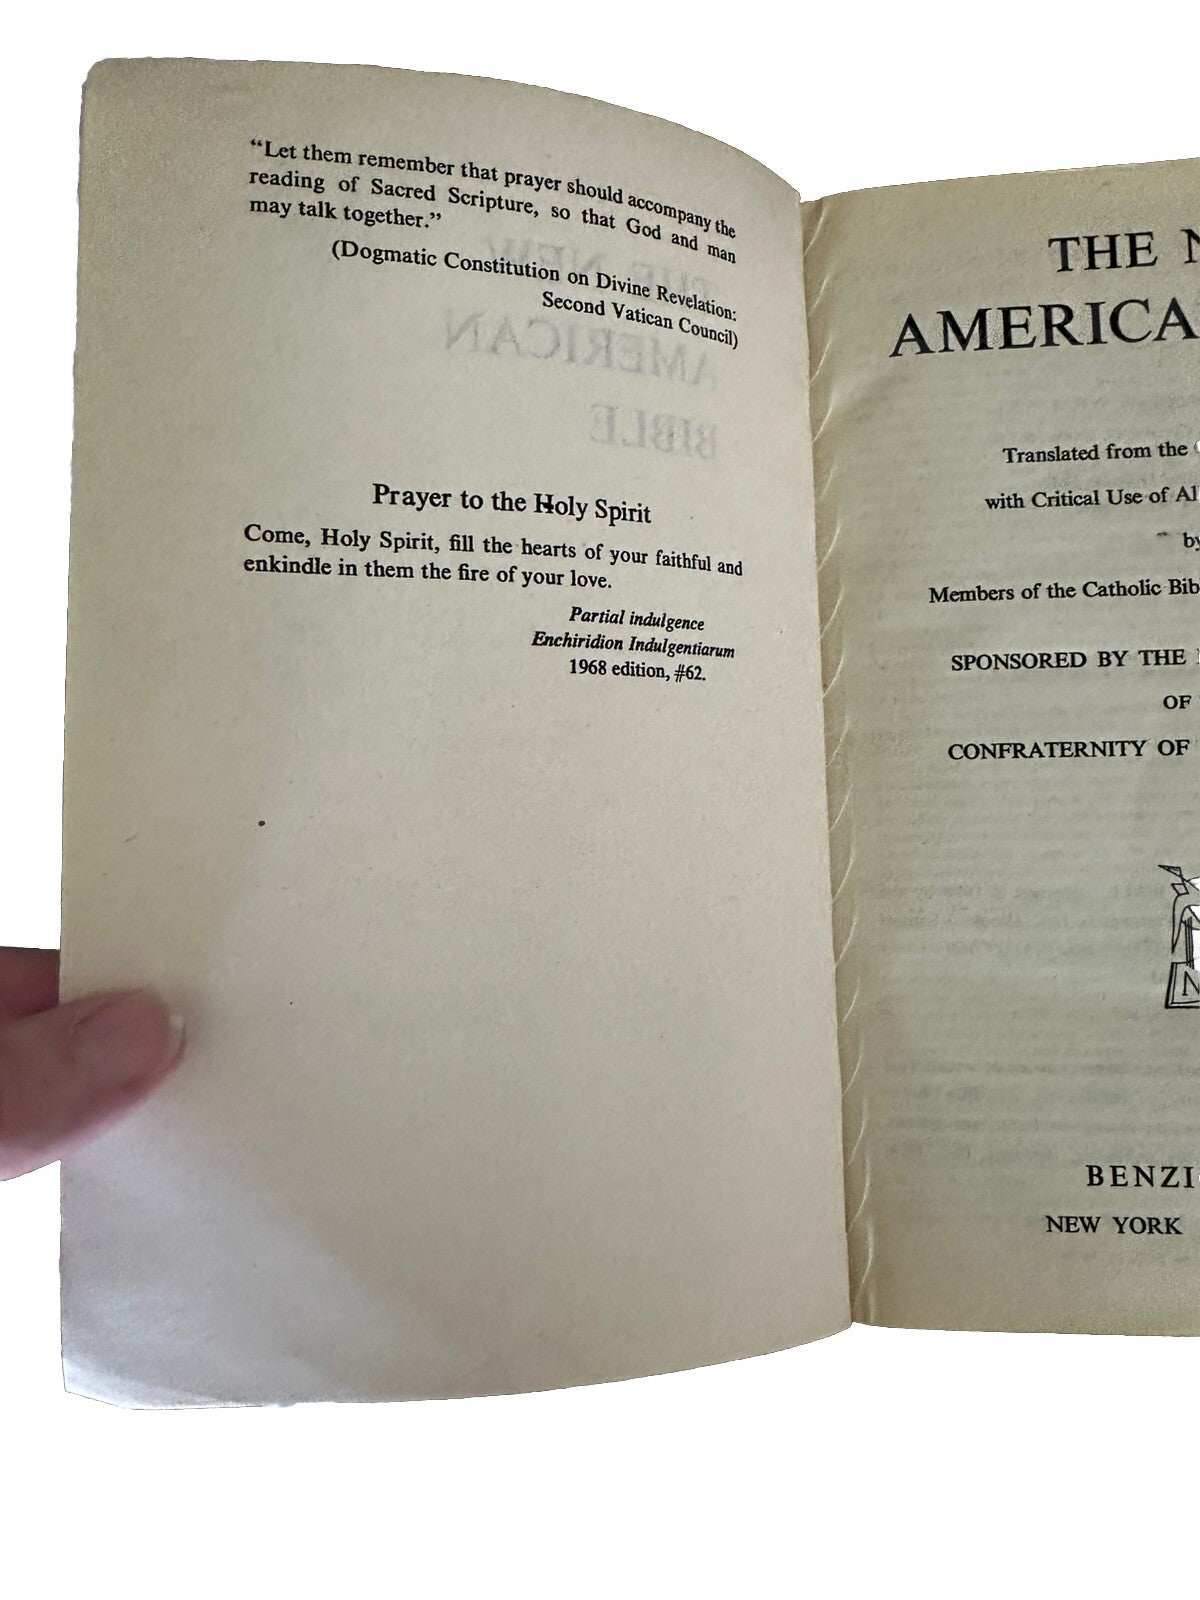 “Let them remember that prayer should accompany the
reading of Sacred Scripture, so that God and man
may talk together.”
(Dogmatic Constitution on Divine Revelation:
Second Vatican Council)
Prayer to the Holy Spirit
Come, Holy Spirit, fill the hearts of your faithful and
enkindle in them the fire of your love.
Partial indulgence
Enchiridion Indulgentiarum
1968 edition, #62.
THE N
AMERICA
Translated from the
with Critical Use of Al
by
Members of the Catholic Bib
SPONSORED BY THE
OF
CONFRATERNITY OF
N
BENZI
NEW YORK